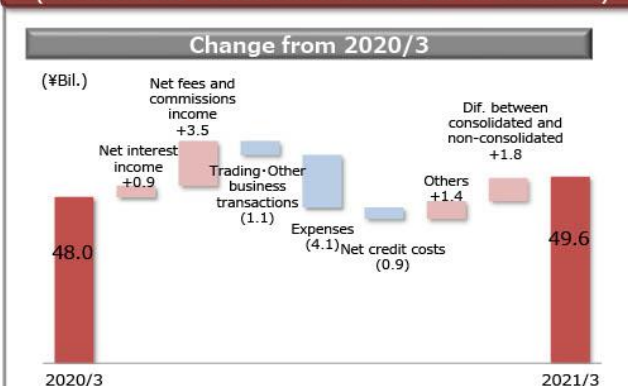 Change from 2020/3
(¥Bil.)
Net fees and
commissions
income
+3.5
Net interest
income
+0.9
Trading･Other
business
transactions
(1.1)
Expenses
(4.1)
Net credit costs
(0.9)
Others
+1.4
Dif. between
consolidated and
non-consolidated
+1.8
48.0
49.6
2020/3
2021/3